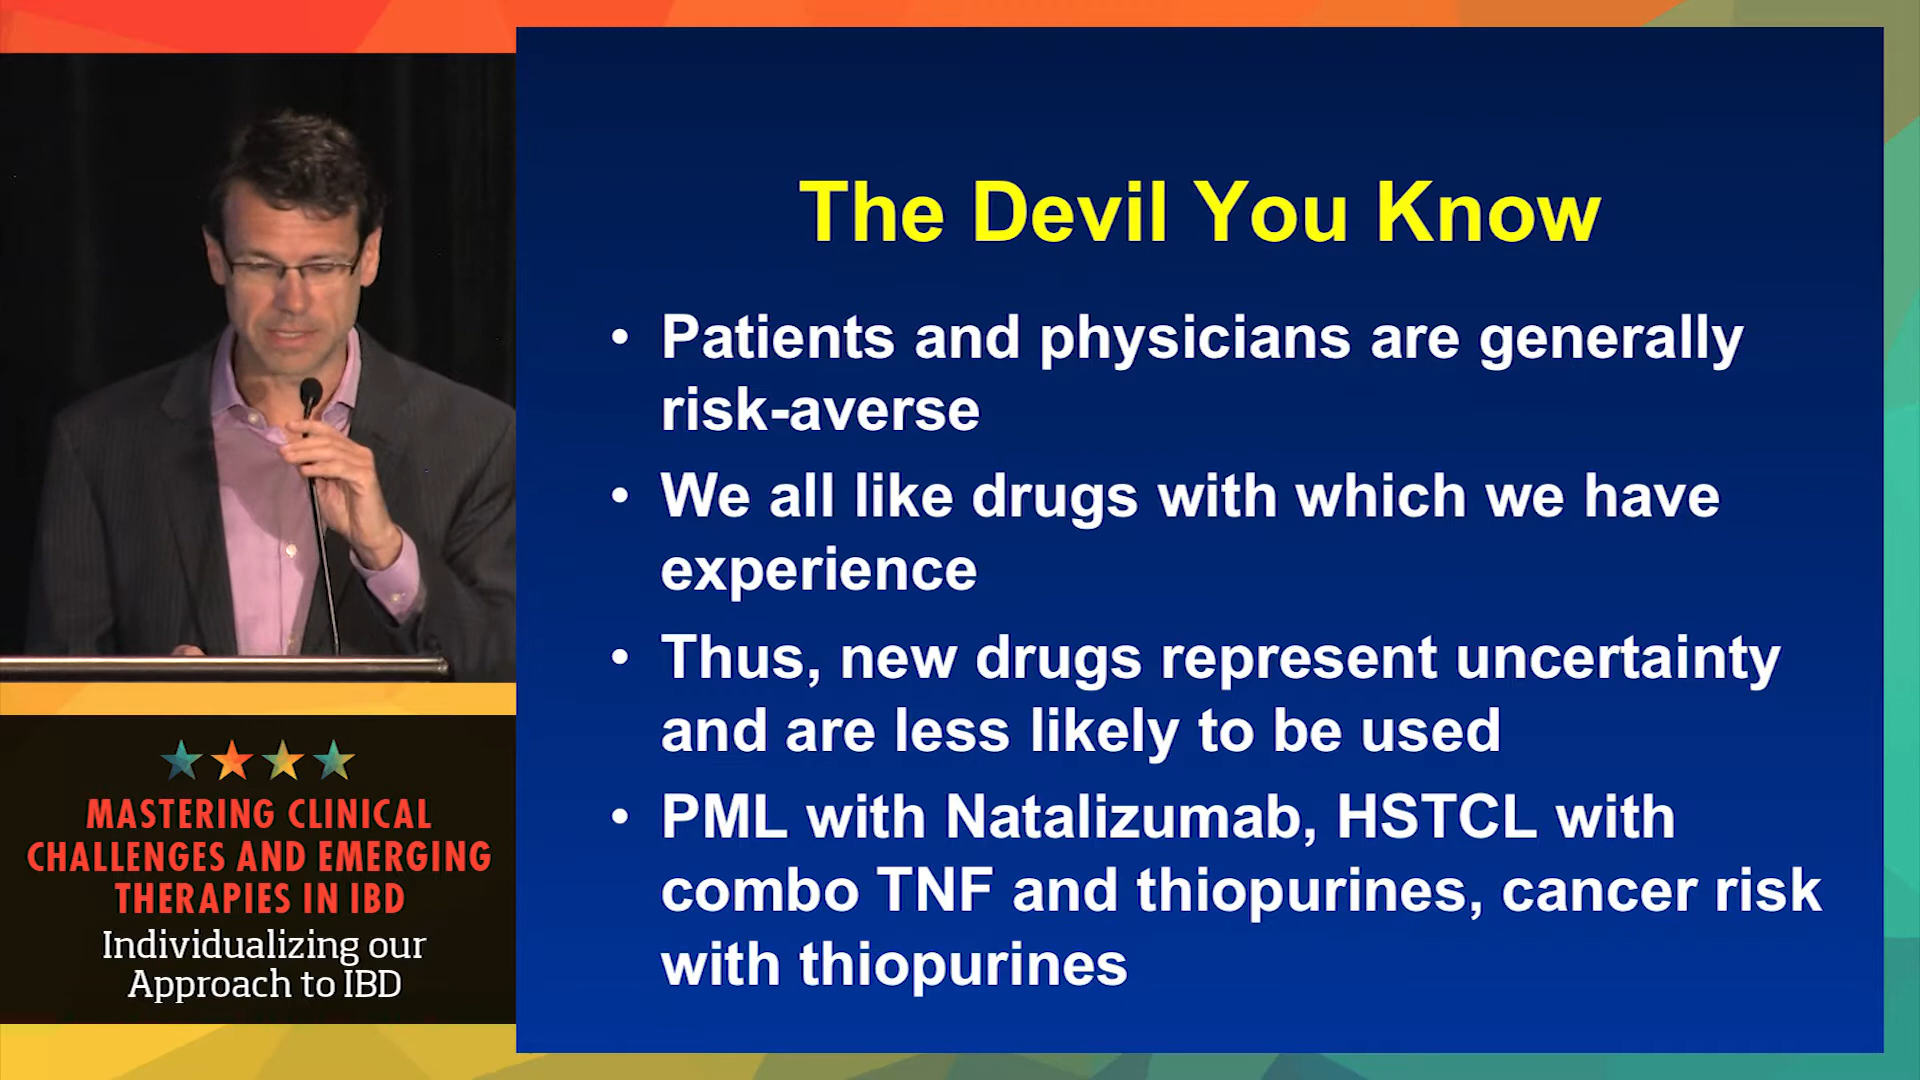 The Devil You Know
• Patients and physicians are generally
risk-averse
• We all like drugs with which we have
experience
• Thus, new drugs represent uncertainty
and are less likely to be used
• PML with Natalizumab, HSTCL with
combo TNF and thiopurines, cancer risk
with thiopurines
MASTERING CLINICAL
CHALLENGES AND EMERGING
THERAPIES IN IBD
Individualizing our
Approach to IBD